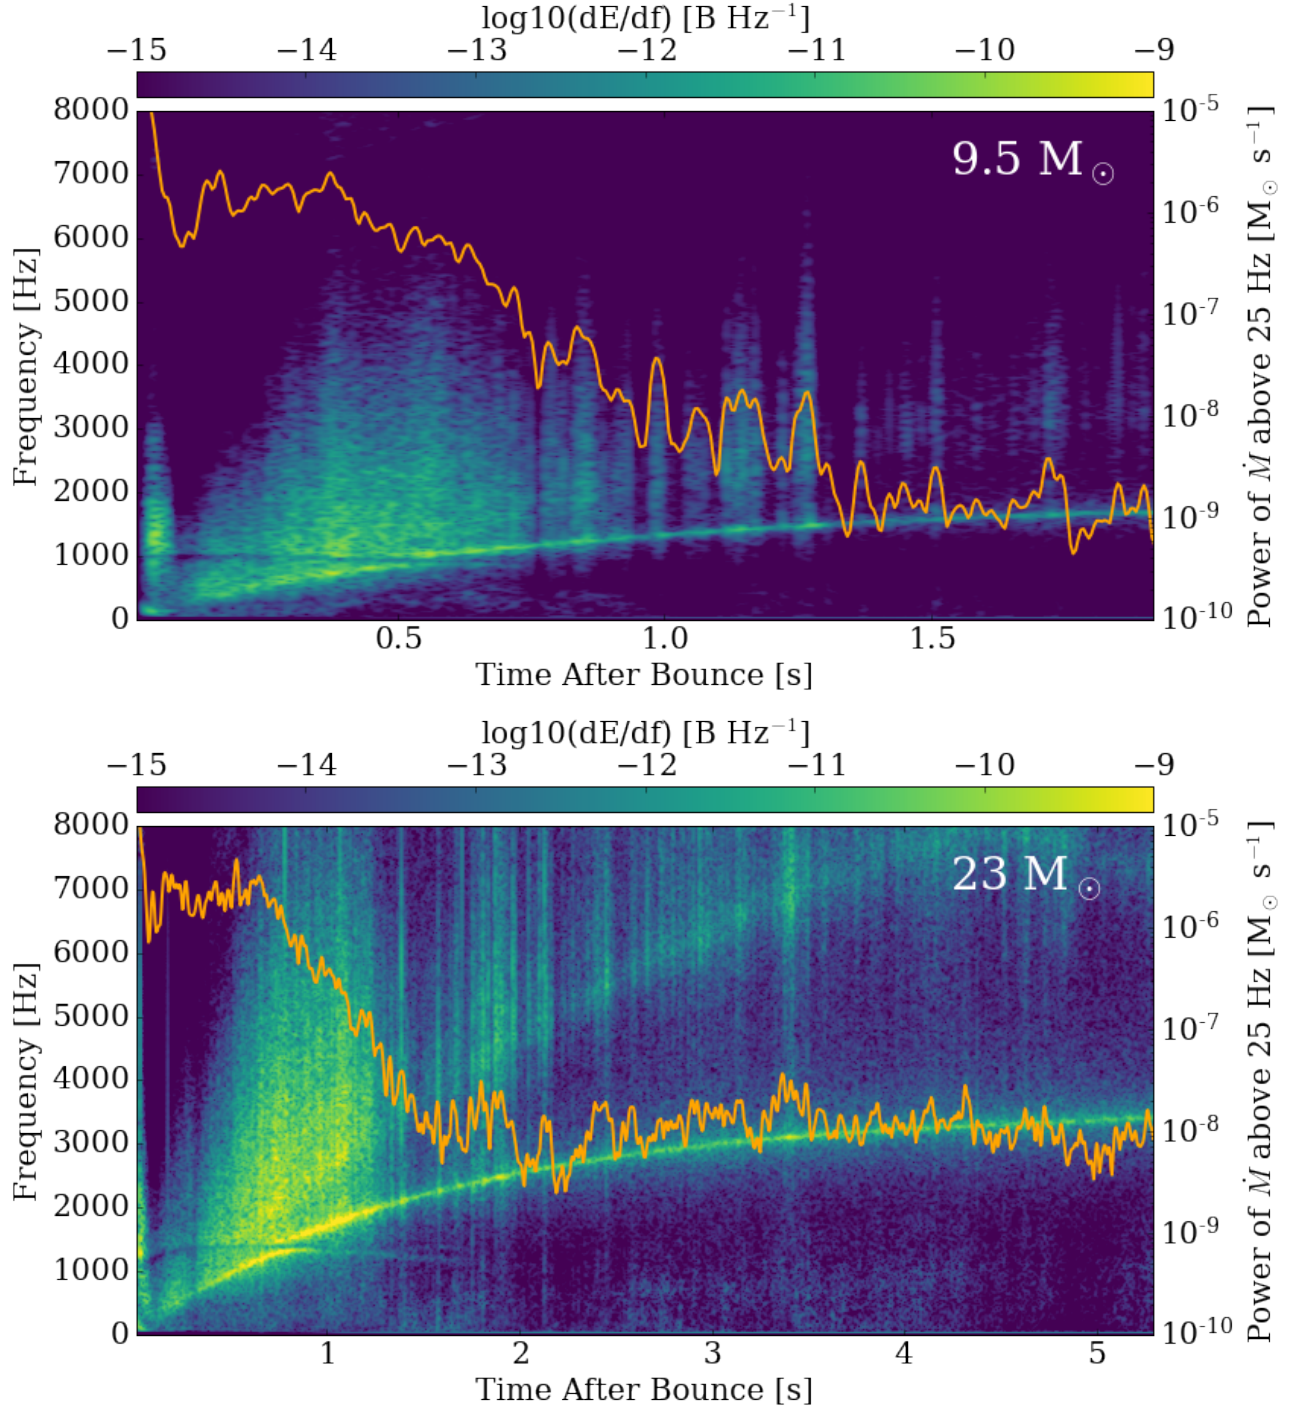 log10(dE/df) [B Hz⁻¹]
−15 −14 −13 −12 −11 −10 −9
8000
7000
6000
5000
4000
3000
2000
1000
0
Frequency [Hz]
9.5 M☉
10⁻⁵
10⁻⁶
10⁻⁷
10⁻⁸
10⁻⁹
10⁻¹⁰
Power of Ṁ above 25 Hz [M☉ s⁻¹]
0.5 1.0 1.5
Time After Bounce [s]
log10(dE/df) [B Hz⁻¹]
−15 −14 −13 −12 −11 −10 −9
8000
7000
6000
5000
4000
3000
2000
1000
0
Frequency [Hz]
23 M☉
10⁻⁵
10⁻⁶
10⁻⁷
10⁻⁸
10⁻⁹
10⁻¹⁰
Power of Ṁ above 25 Hz [M☉ s⁻¹]
1 2 3 4 5
Time After Bounce [s]